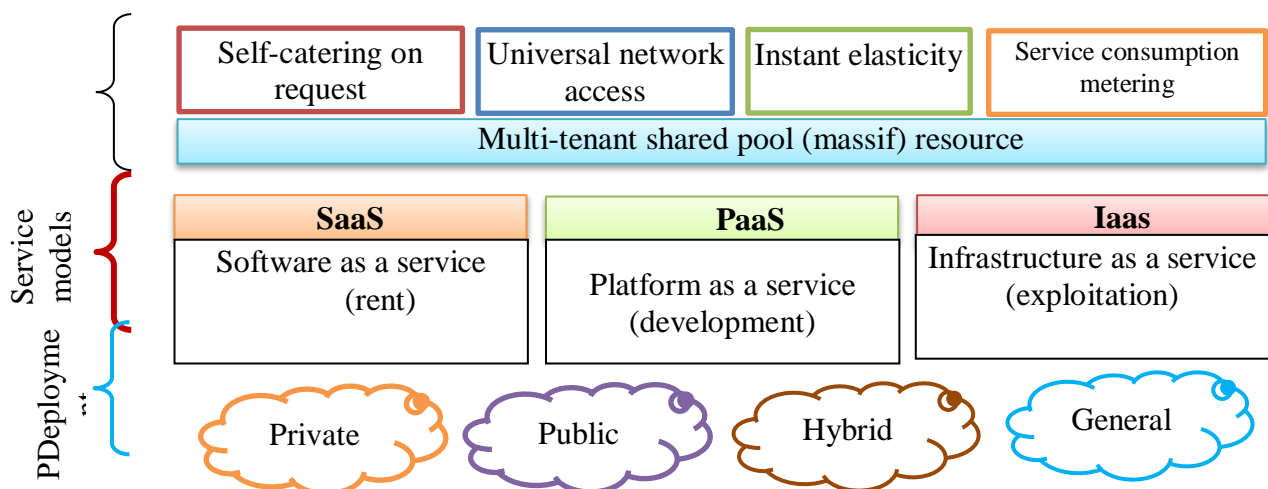 Self-catering on
request
Universal network
access
Instant elasticity
Service consumption
metering
Multi-tenant shared pool (massif) resource
Service
models
SaaS
Software as a service
(rent)
PaaS
Platform as a service
(development)
Iaas
Infrastructure as a service
(exploitation)
PDeployme
Private
Public
Hybrid
General